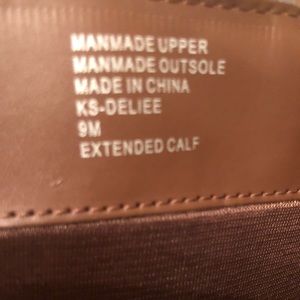 MANMADE UPPER
MANMADE OUTSOLE
MADE IN CHINA
KS-DELIEE
9M
EXTENDED CALF